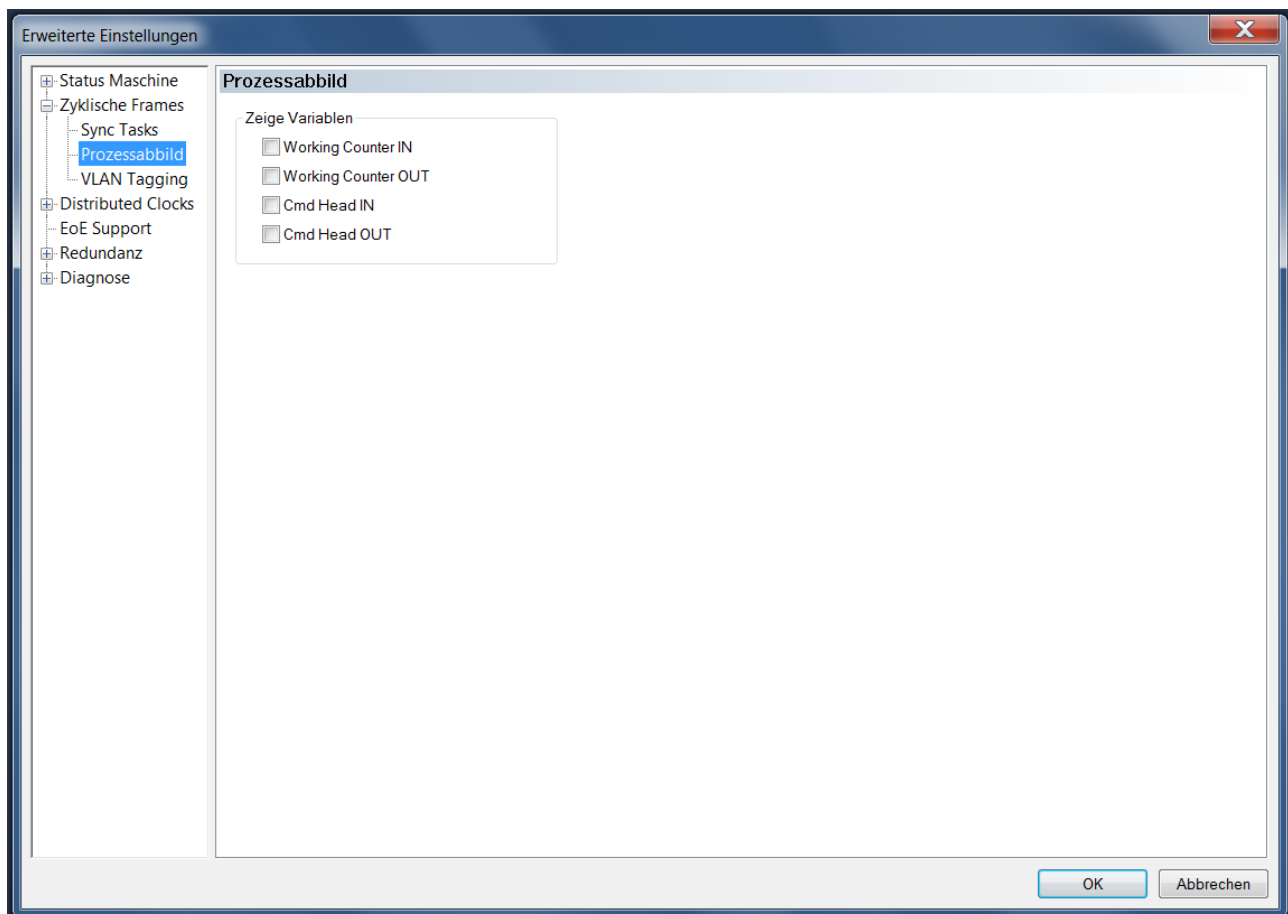 Erweiterte Einstellungen
Status Maschine
Zyklische Frames
Sync Tasks
Prozessabbild
VLAN Tagging
Distributed Clocks
EoE Support
Redundanz
Diagnose
Prozessabbild
Zeige Variablen
Working Counter IN
Working Counter OUT
Cmd Head IN
Cmd Head OUT
OK
Abbrechen